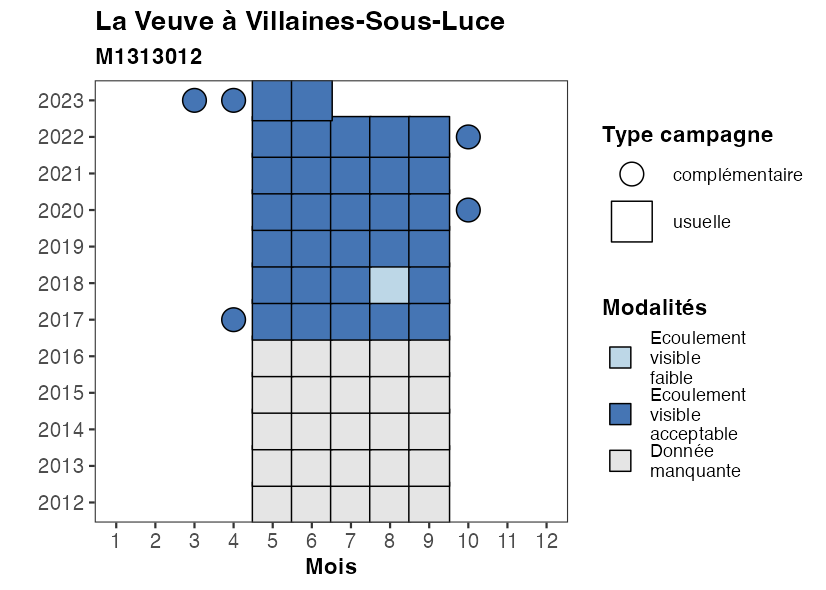 La Veuve à Villaines-Sous-Luce
M1313012
2023
2022
2021
2020
2019
2018
2017
2016
2015
2014
2013
2012
1 2 3 4 5 6 7 8 9 10 11 12
Mois
Type campagne
complémentaire
usuelle
Modalités
Ecoulement
visible
faible
Ecoulement
visible
acceptable
Donnée
manquante